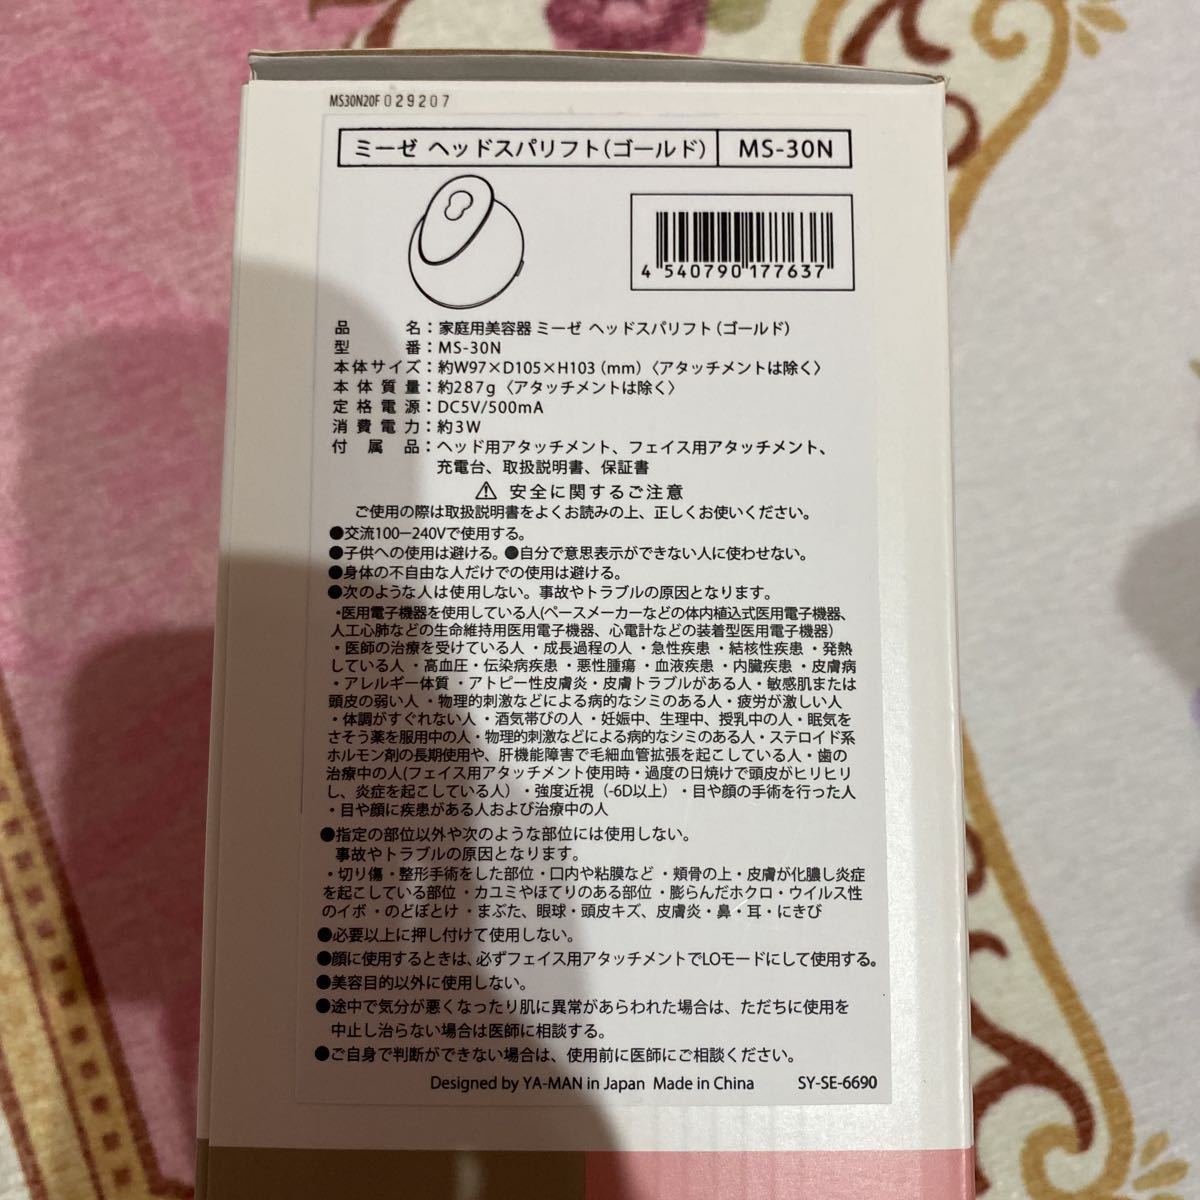 MS30N20F 029207
ミーゼ ヘッドスパリフト(ゴールド) MS-30N
4 540790 177637
品名：家庭用美容器 ミーゼ ヘッドスパリフト(ゴールド)
型番：MS-30N
本体サイズ：約W97×D105×H103 (mm)〈アタッチメントは除く〉
本体質量：約287g〈アタッチメントは除く〉
定格電源：DC5V/500mA
消費電力：約3W
付属品：ヘッド用アタッチメント、フェイス用アタッチメント、
充電台、取扱説明書、保証書
⚠ 安全に関するご注意
ご使用の際は取扱説明書をよくお読みの上、正しくお使いください。
●交流100ー240Vで使用する。
●子供への使用は避ける。●自分で意思表示ができない人に使わせない。
●身体の不自由な人だけでの使用は避ける。
●次のような人は使用しない。事故やトラブルの原因となります。
・医用電子機器を使用している人(ペースメーカーなどの体内植込式医用電子機器、
人工心肺などの生命維持用医用電子機器、心電計などの装着型医用電子機器)
・医師の治療を受けている人・成長過程の人・急性疾患・結核性疾患・発熱
している人・高血圧・伝染病疾患・悪性腫瘍・血液疾患・内臓疾患・皮膚病
・アレルギー体質・アトピー性皮膚炎・皮膚トラブルがある人・敏感肌または
頭皮の弱い人・物理的刺激などによる病的なシミのある人・疲労が激しい人
・体調がすぐれない人・酒気帯びの人・妊娠中、生理中、授乳中の人・眠気を
さそう薬を服用中の人・物理的刺激などによる病的なシミのある人・ステロイド系
ホルモン剤の長期使用や、肝機能障害で毛細血管拡張を起こしている人・歯の
治療中の人(フェイス用アタッチメント使用時・過度の日焼けで頭皮がヒリヒリ
し、炎症を起こしている人)・強度近視(-6D以上)・目や顔の手術を行った人
・目や顔に疾患がある人および治療中の人
●指定の部位以外や次のような部位には使用しない。
事故やトラブルの原因となります。
・切り傷・整形手術をした部位・口内や粘膜など・頬骨の上・皮膚が化膿し炎症
を起こしている部位・カユミやほてりのある部位・膨らんだホクロ・ウイルス性
のイボ・のどぼとけ・まぶた、眼球・頭皮キズ、皮膚炎・鼻・耳・にきび
●必要以上に押し付けて使用しない。
●顔に使用するときは、必ずフェイス用アタッチメントでLOモードにして使用する。
●美容目的以外に使用しない。
●途中で気分が悪くなったり肌に異常があらわれた場合は、ただちに使用を
中止し治らない場合は医師に相談する。
●ご自身で判断ができない場合は、使用前に医師にご相談ください。
Designed by YA-MAN in Japan Made in China SY-SE-6690